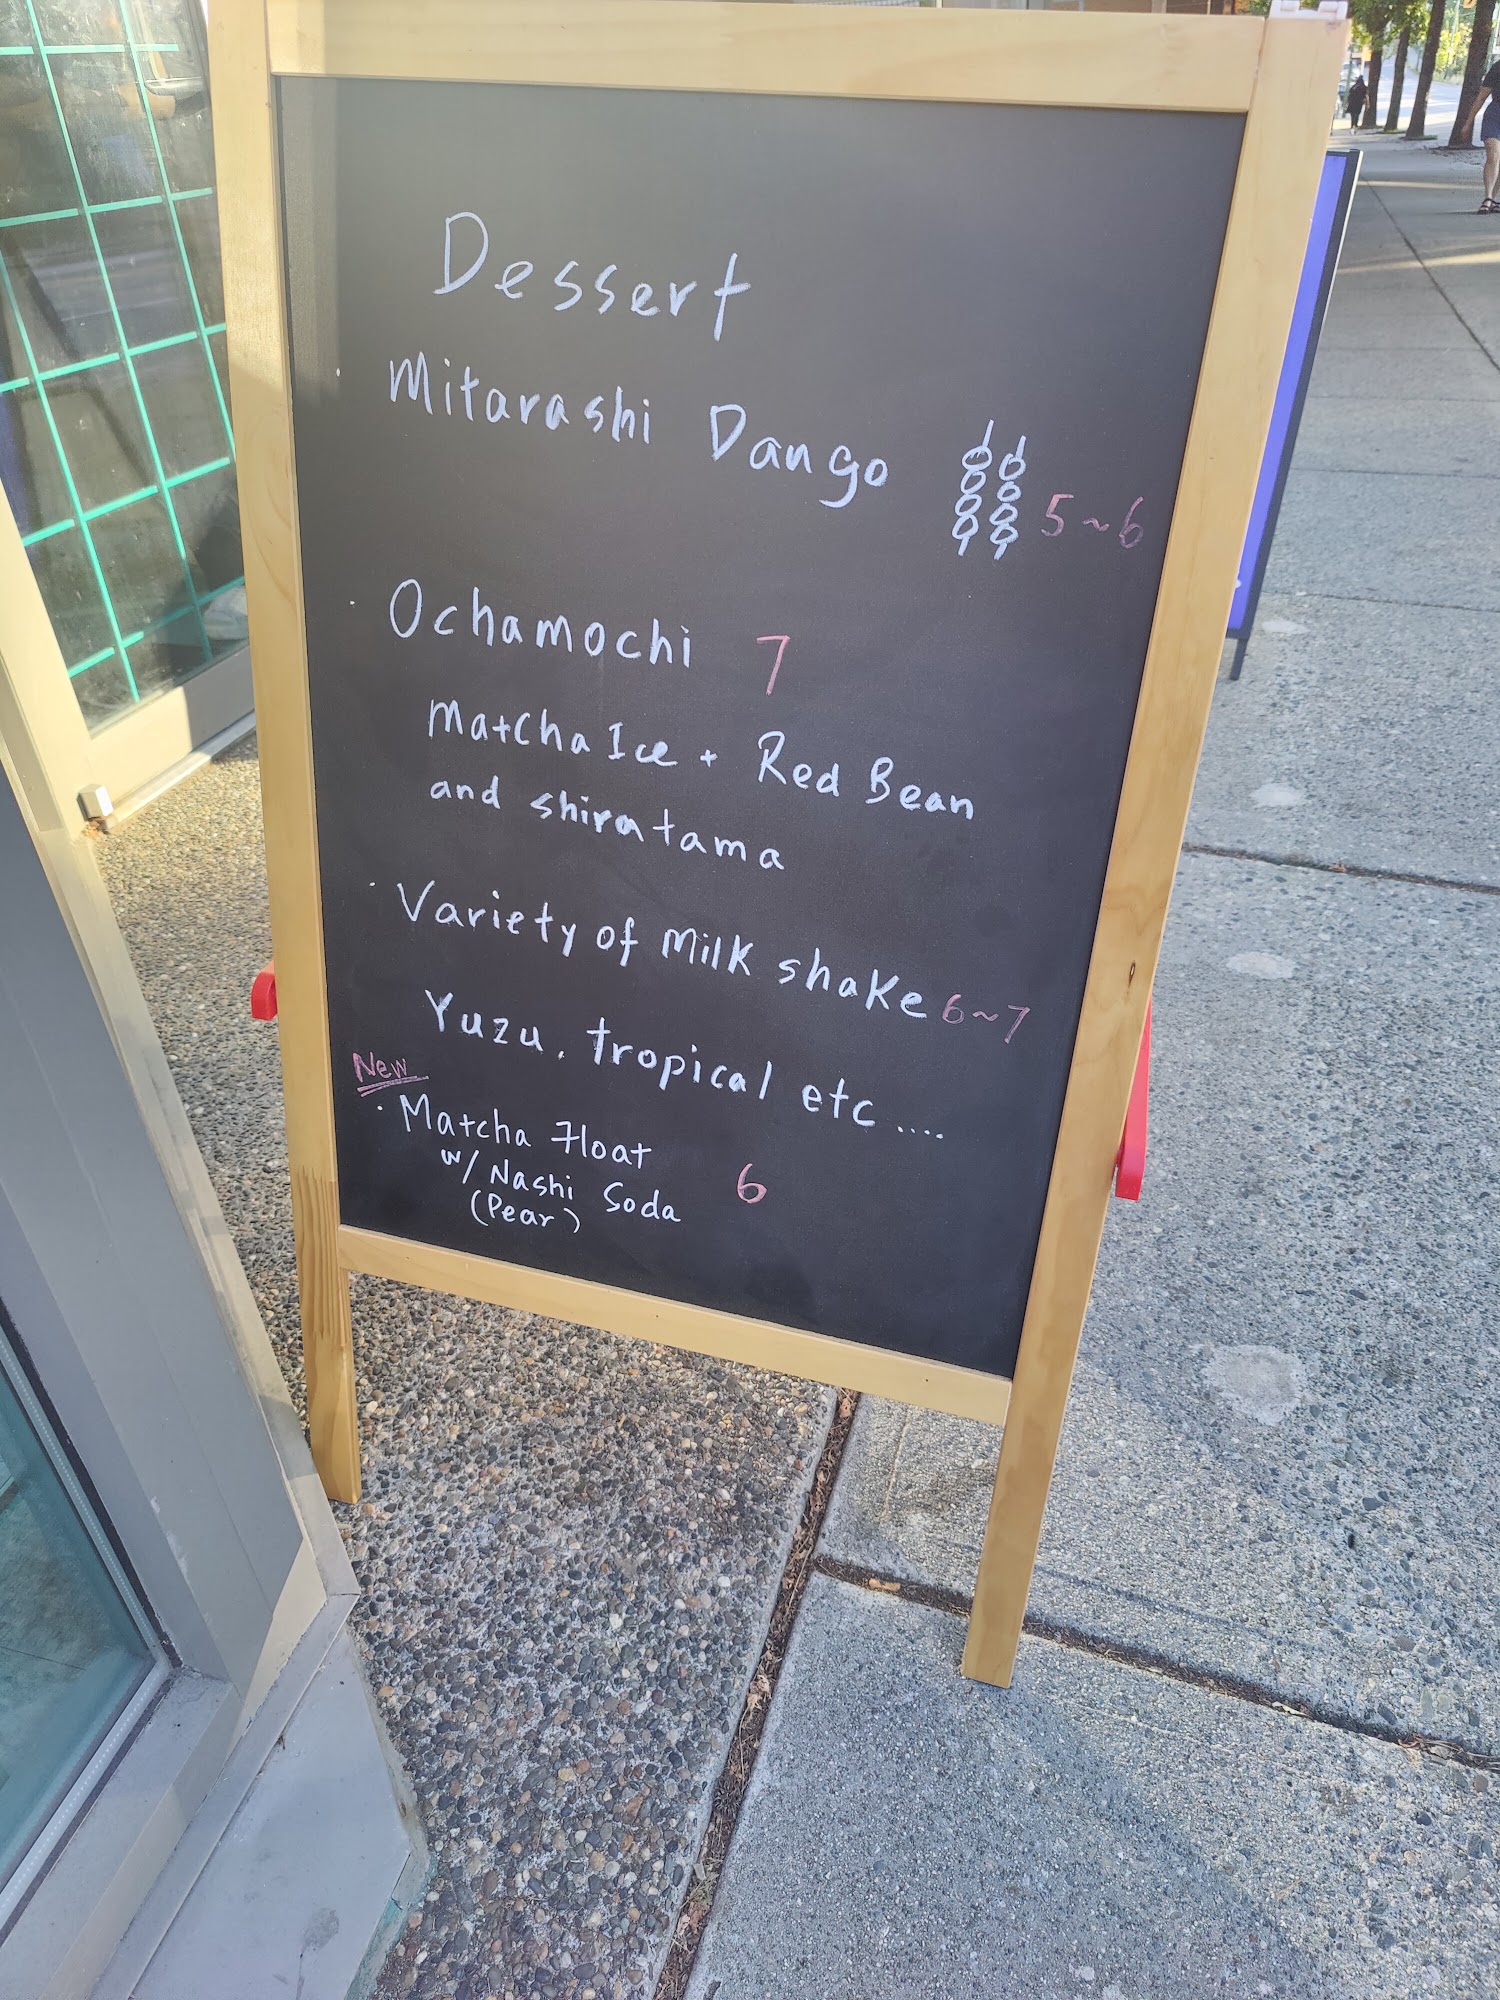 Dessert
· Mitarashi Dango 5~6
· Ochamochi 7
Matcha Ice + Red Bean
and shiratama
· Variety of Milk shake 6~7
Yuzu, tropical etc....
New
· Matcha Float
w/ Nashi Soda 6
(Pear)